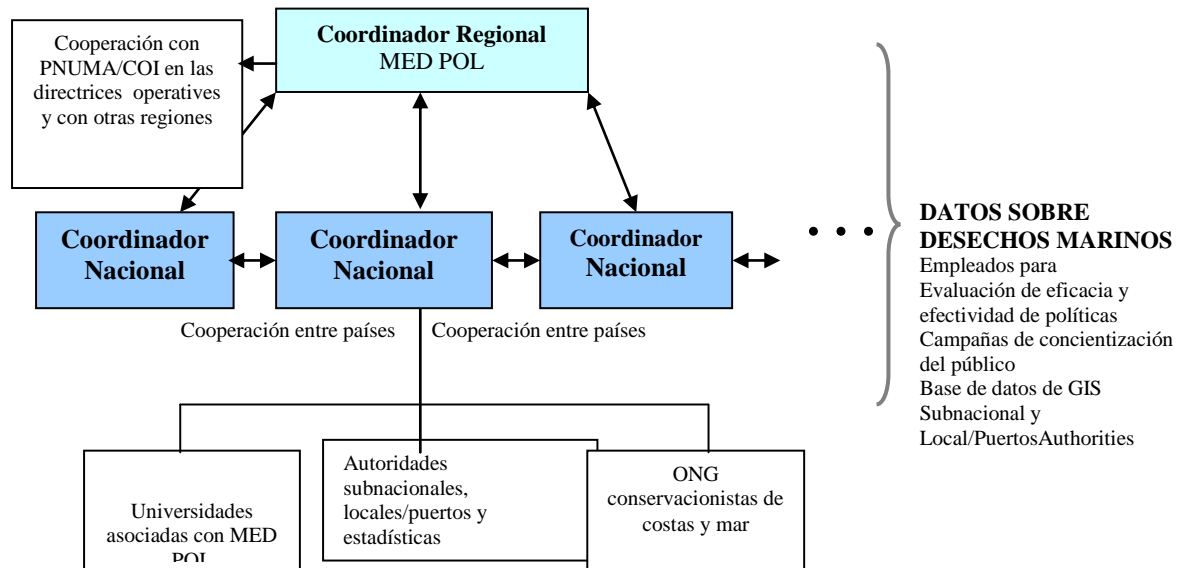 Cooperación con
PNUMA/COI en las
directrices operatives
y con otras regiones
Coordinador Regional
MED POL
Coordinador
Nacional
Coordinador
Nacional
Coordinador
Nacional
• • •
Cooperación entre países
Cooperación entre países
Universidades
asociadas con MED
POL
Autoridades
subnacionales,
locales/puertos y
estadísticas
ONG
conservacionistas de
costas y mar
DATOS SOBRE
DESECHOS MARINOS
Empleados para
Evaluación de eficacia y
efectividad de políticas
Campañas de concientización
del público
Base de datos de GIS
Subnacional y
Local/PuertosAuthorities